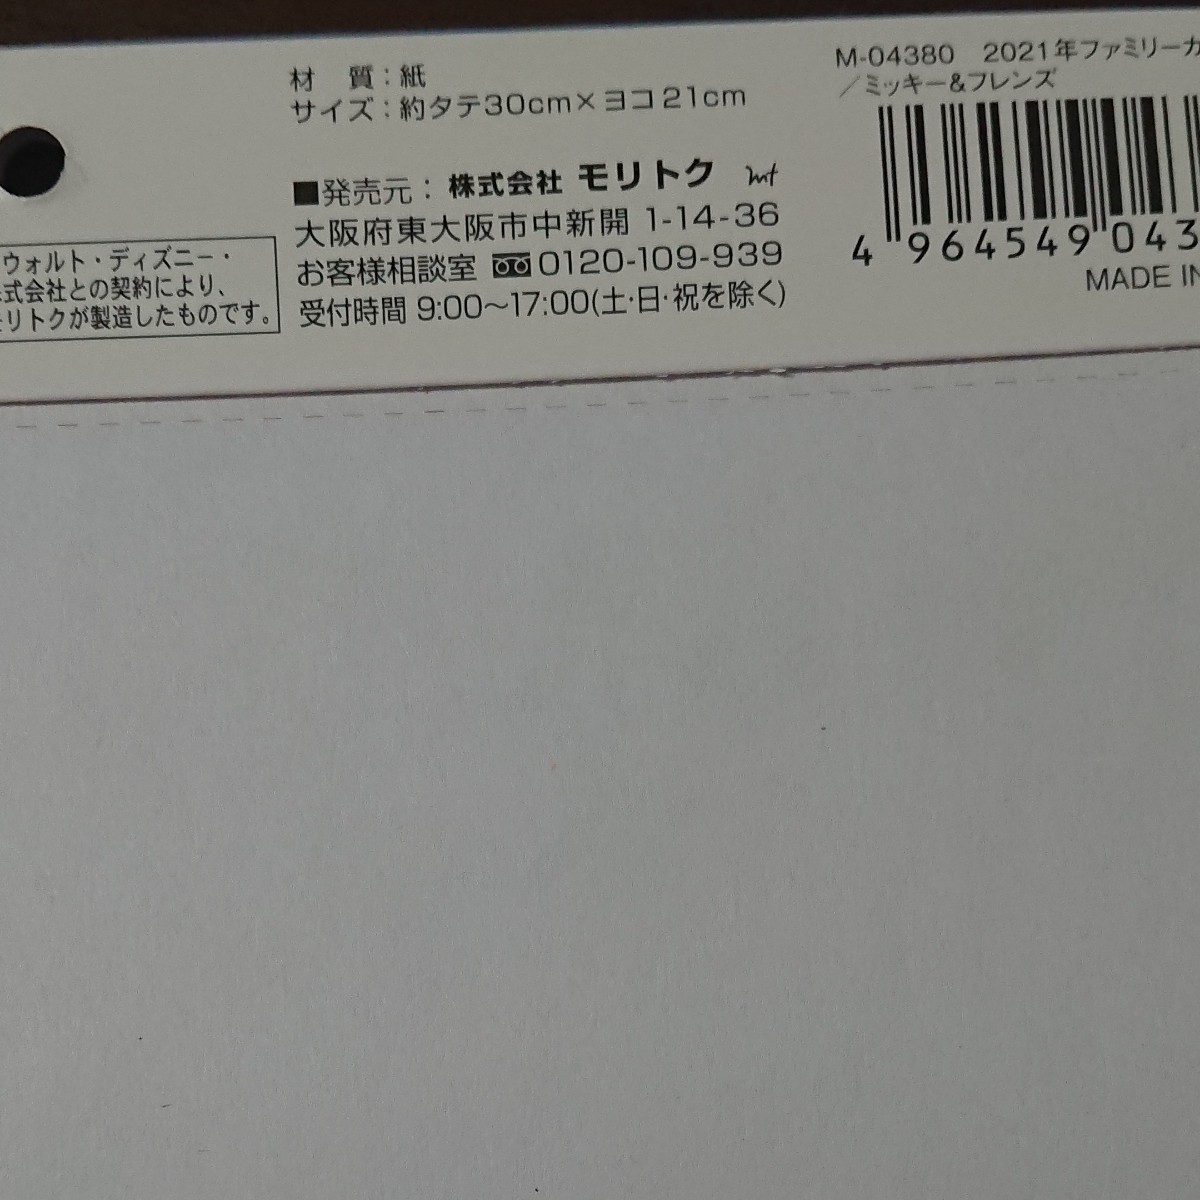 材　質：紙
サイズ：約タテ30cm×ヨコ21cm
■発売元：株式会社 モリトク mt
大阪府東大阪市中新開 1-14-36
お客様相談室 0120-109-939
受付時間 9:00〜17:00(土・日・祝を除く)
ウォルト・ディズニー・
式会社との契約により、
モリトクが製造したものです。
M-04380　2021年ファミリーカ
／ミッキー&フレンズ
4 964549 043
MADE IN